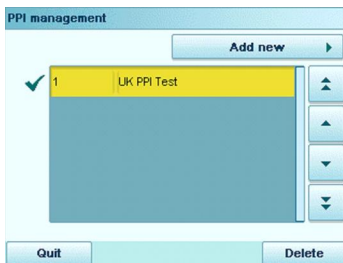 PPI management
Add new
1 UK PPI Test
Quit
Delete